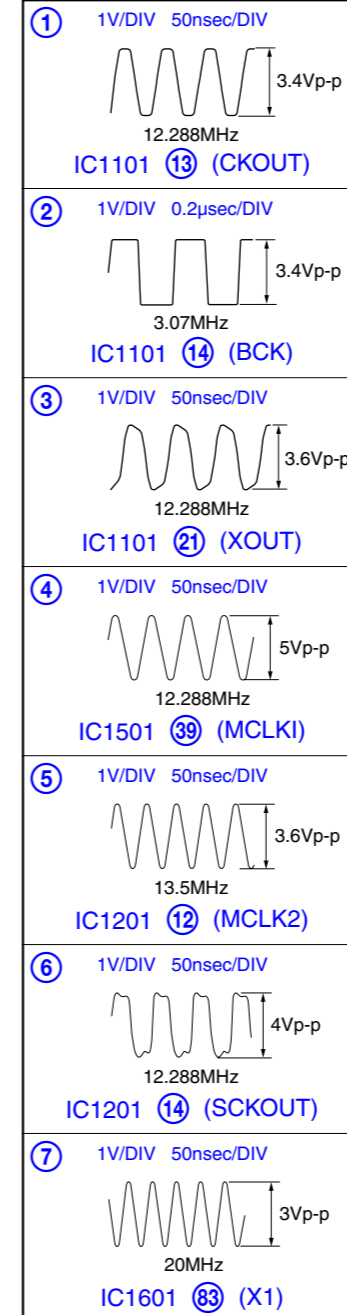 ① 1V/DIV 50nsec/DIV
3.4Vp-p
12.288MHz
IC1101 ⑬ (CKOUT)
② 1V/DIV 0.2µsec/DIV
3.4Vp-p
3.07MHz
IC1101 ⑭ (BCK)
③ 1V/DIV 50nsec/DIV
3.6Vp-p
12.288MHz
IC1101 ㉑ (XOUT)
④ 1V/DIV 50nsec/DIV
5Vp-p
12.288MHz
IC1501 ㊴ (MCLKI)
⑤ 1V/DIV 50nsec/DIV
3.6Vp-p
13.5MHz
IC1201 ⑫ (MCLK2)
⑥ 1V/DIV 50nsec/DIV
4Vp-p
12.288MHz
IC1201 ⑭ (SCKOUT)
⑦ 1V/DIV 50nsec/DIV
3Vp-p
20MHz
IC1601 83 (X1)